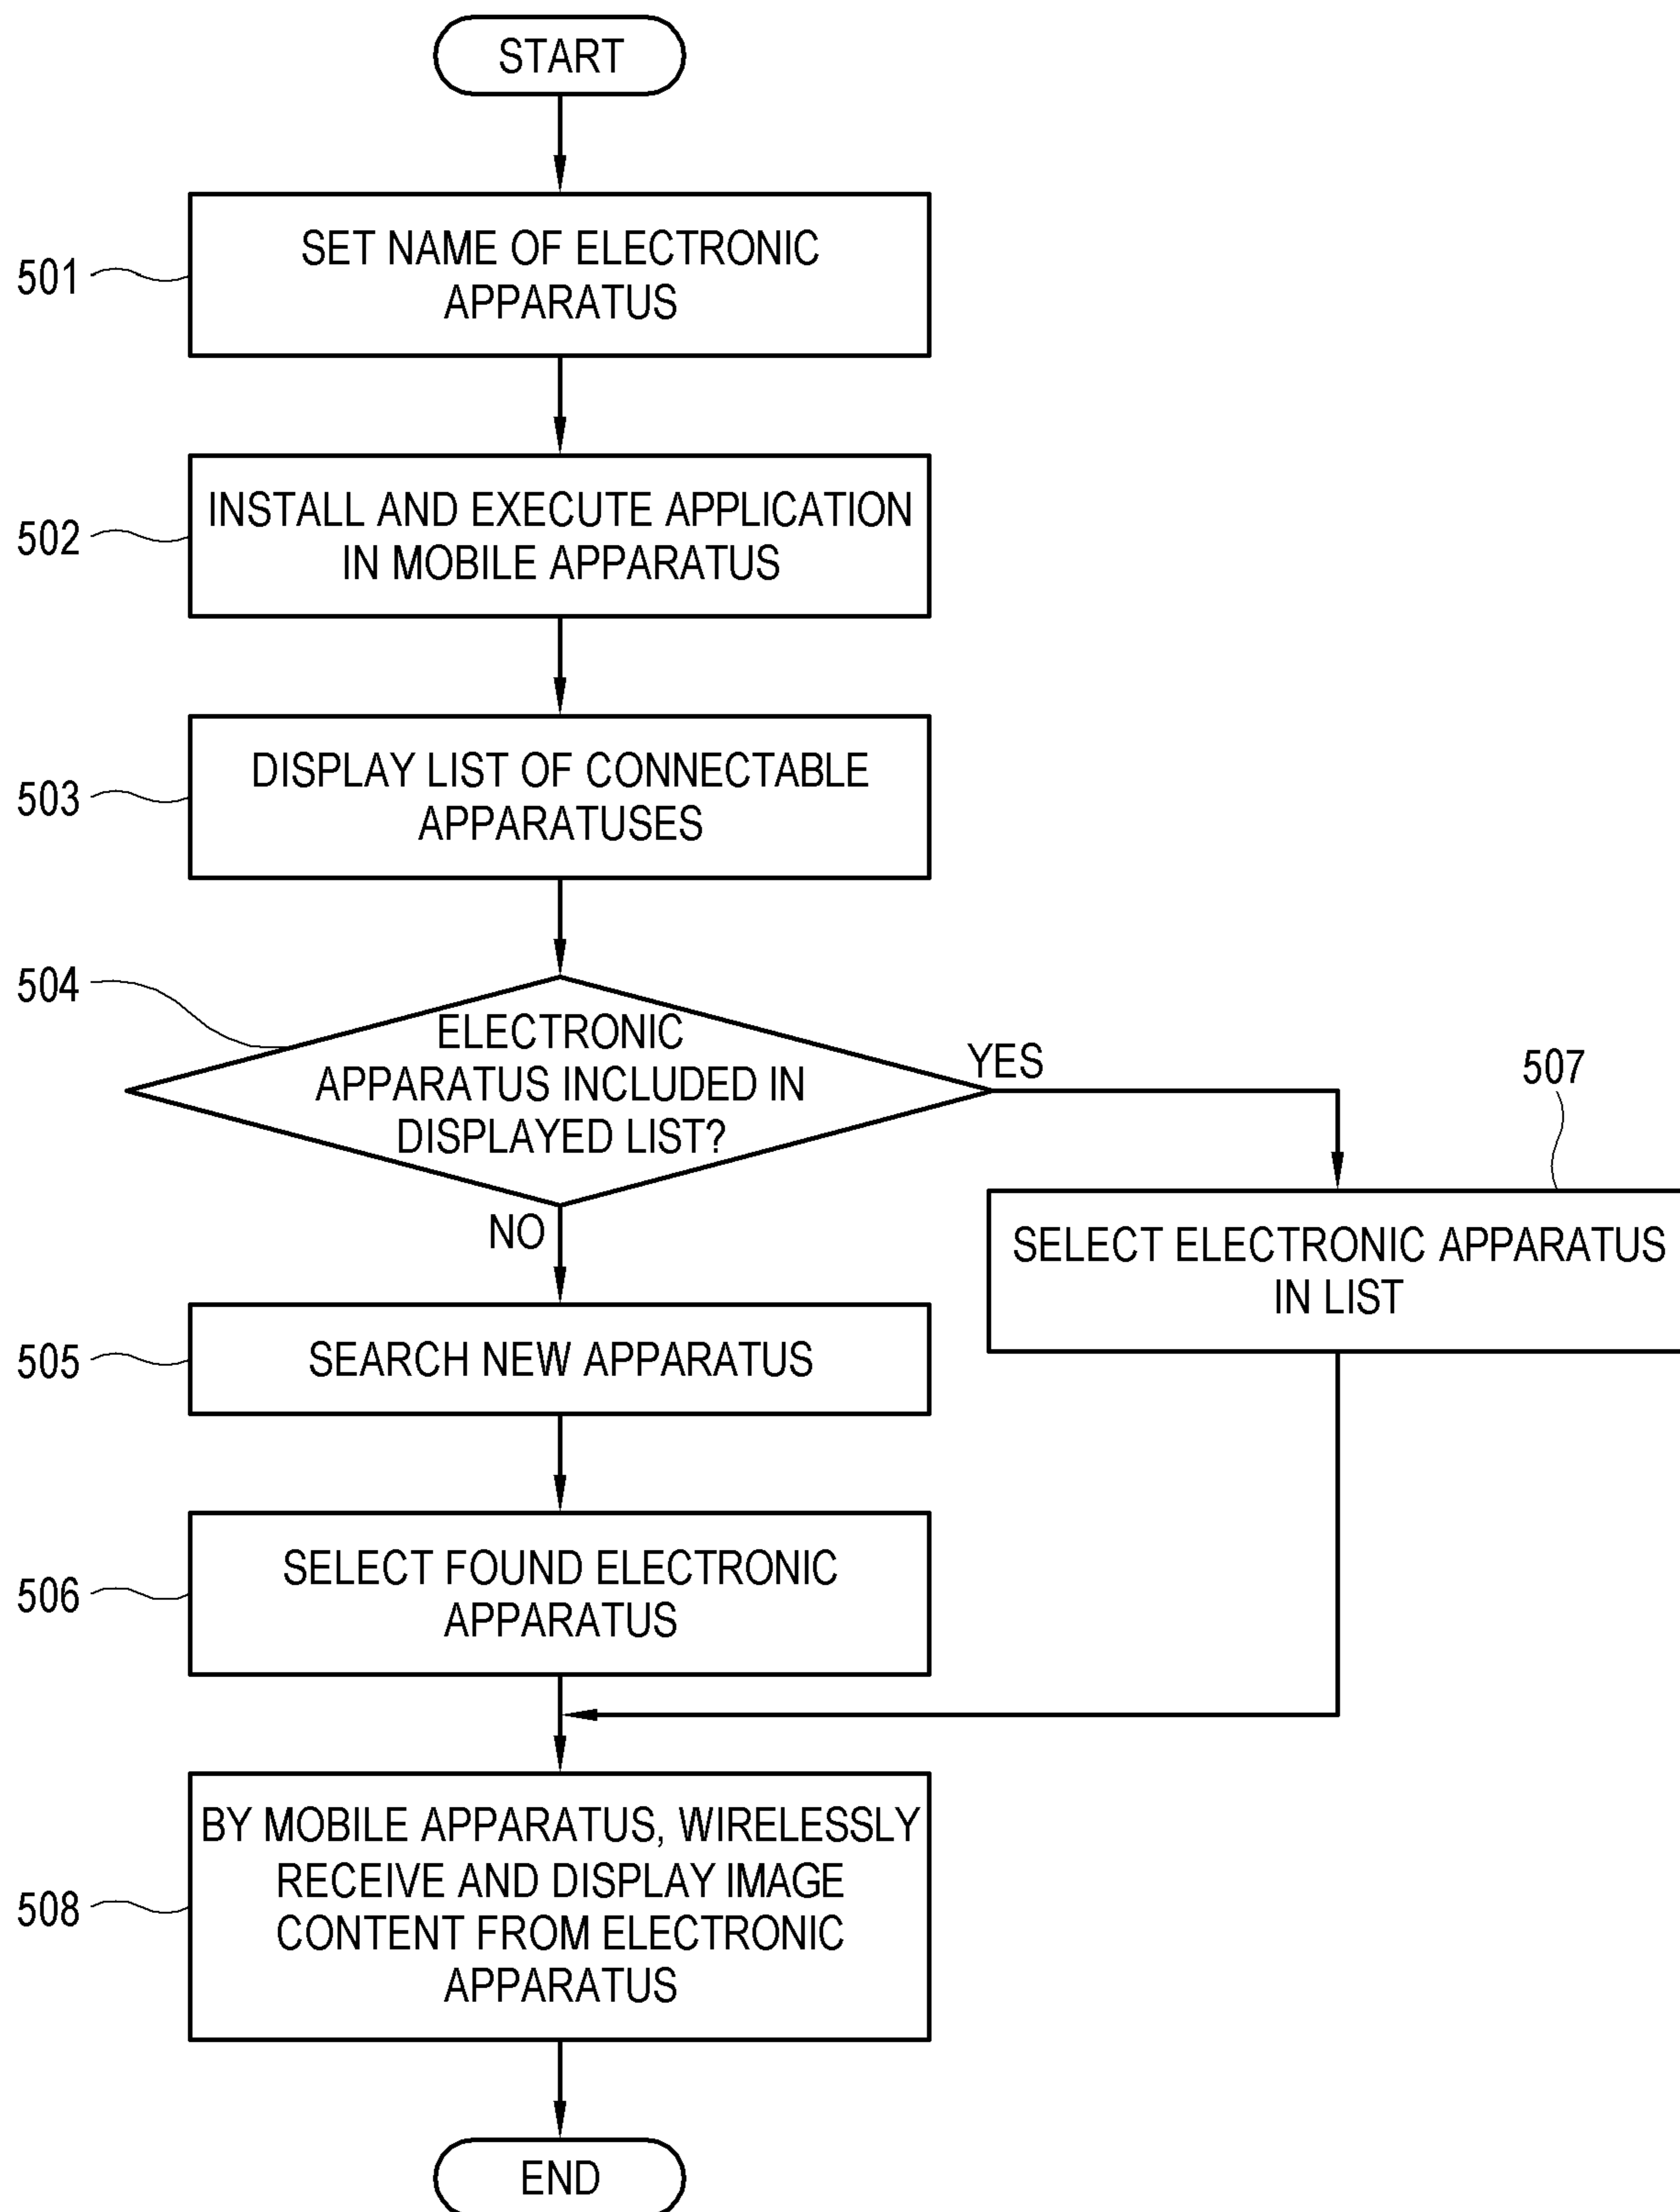 START
501
SET NAME OF ELECTRONIC
APPARATUS
502
INSTALL AND EXECUTE APPLICATION
IN MOBILE APPARATUS
503
DISPLAY LIST OF CONNECTABLE
APPARATUSES
504
ELECTRONIC
APPARATUS INCLUDED IN
DISPLAYED LIST?
YES
507
SELECT ELECTRONIC APPARATUS
IN LIST
NO
505
SEARCH NEW APPARATUS
506
SELECT FOUND ELECTRONIC
APPARATUS
508
BY MOBILE APPARATUS, WIRELESSLY
RECEIVE AND DISPLAY IMAGE
CONTENT FROM ELECTRONIC
APPARATUS
END